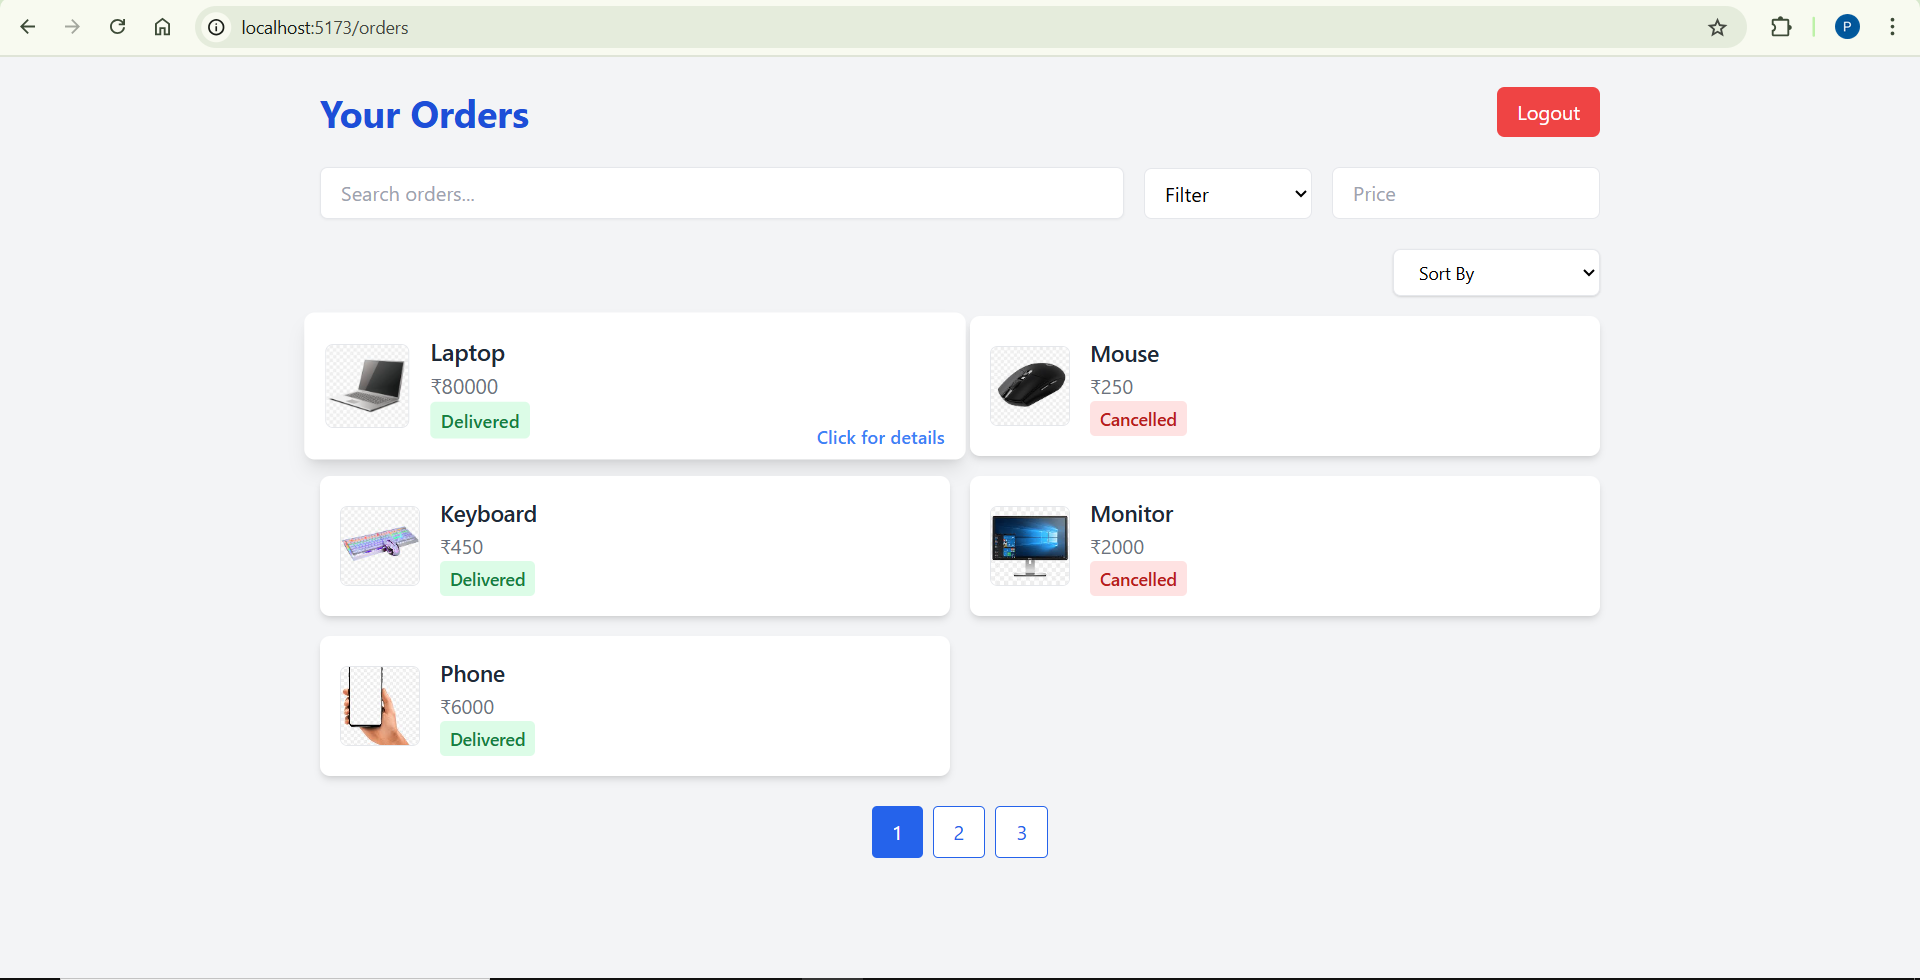 localhost:5173/orders
P
Your Orders
Logout
Search orders...
Filter
Price
Sort By
Laptop
₹80000
Delivered
Click for details
Mouse
₹250
Cancelled
Keyboard
₹450
Delivered
Monitor
₹2000
Cancelled
Phone
₹6000
Delivered
1 2 3